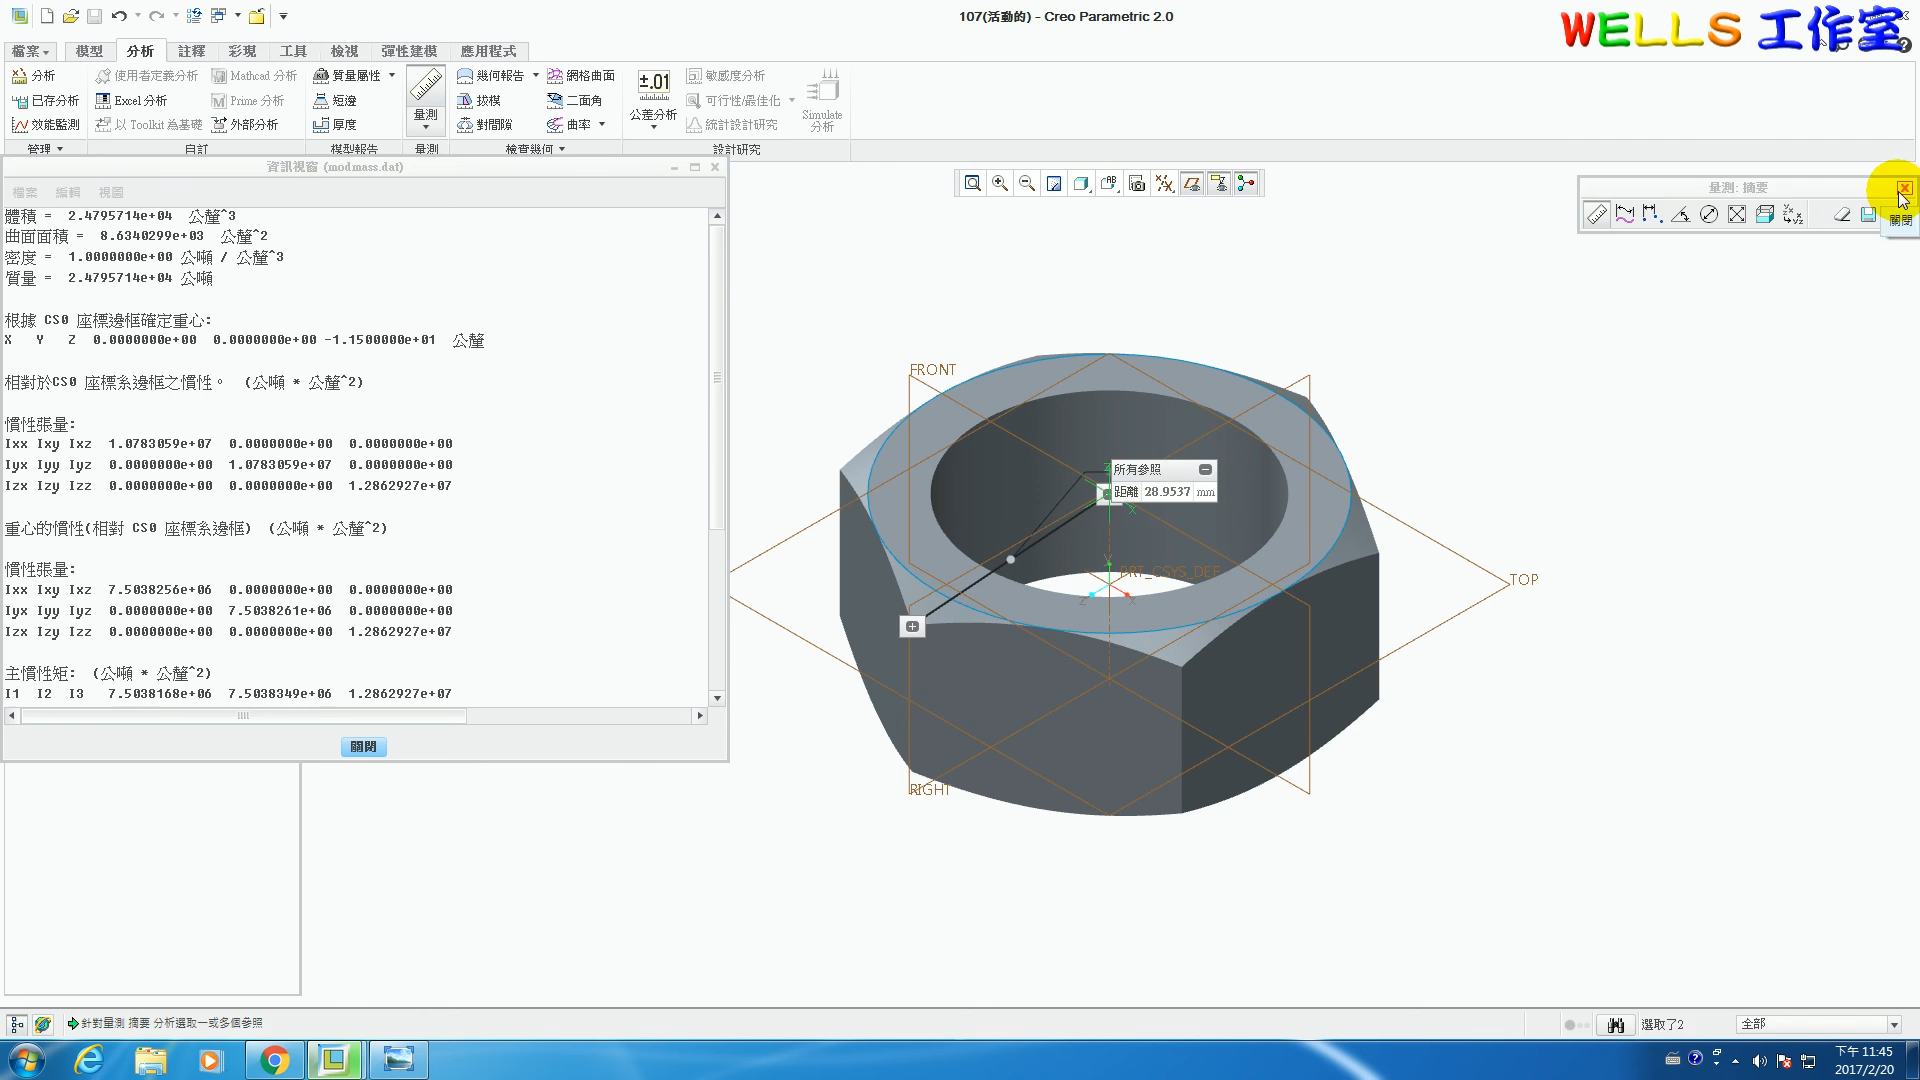 107(活動的) - Creo Parametric 2.0
WELLS 工作室
檔案 模型 分析 註釋 彩現 工具 檢視 彈性建模 應用程式
分析 使用者定義分析 Mathcad 分析 質量屬性 幾何報告 網格曲面 敏感度分析
已存分析 Excel 分析 Prime 分析 短邊 量測 拔模 二面角 公差分析 可行性/最佳化 Simulate 分析
效能監測 以 Toolkit 為基礎 外部分析 厚度 對間隙 曲率 統計設計研究
管理 自訂 模型報告 量測 檢查幾何 設計研究
資訊視窗 (modmass.dat)
檔案 編輯 視圖
體積 = 2.4795714e+04 公釐^3
曲面面積 = 8.6340299e+03 公釐^2
密度 = 1.0000000e+00 公噸 / 公釐^3
質量 = 2.4795714e+04 公噸
根據 CS0 座標邊框確定重心:
X Y Z 0.0000000e+00 0.0000000e+00 -1.1500000e+01 公釐
相對於CS0 座標系邊框之慣性。 (公噸 * 公釐^2)
慣性張量:
Ixx Ixy Ixz 1.0783059e+07 0.0000000e+00 0.0000000e+00
Iyx Iyy Iyz 0.0000000e+00 1.0783059e+07 0.0000000e+00
Izx Izy Izz 0.0000000e+00 0.0000000e+00 1.2862927e+07
重心的慣性(相對 CS0 座標系邊框) (公噸 * 公釐^2)
慣性張量:
Ixx Ixy Ixz 7.5038256e+06 0.0000000e+00 0.0000000e+00
Iyx Iyy Iyz 0.0000000e+00 7.5038261e+06 0.0000000e+00
Izx Izy Izz 0.0000000e+00 0.0000000e+00 1.2862927e+07
主慣性矩: (公噸 * 公釐^2)
I1 I2 I3 7.5038168e+06 7.5038349e+06 1.2862927e+07
關閉
量測: 摘要
關閉
FRONT
所有參照
距離 28.9537 mm
Z
X
Y
PRT_CSYS_DEF
Z X
TOP
RIGHT
針對量測 摘要 分析選取一或多個參照
選取了2
全部
下午 11:45
2017/2/20